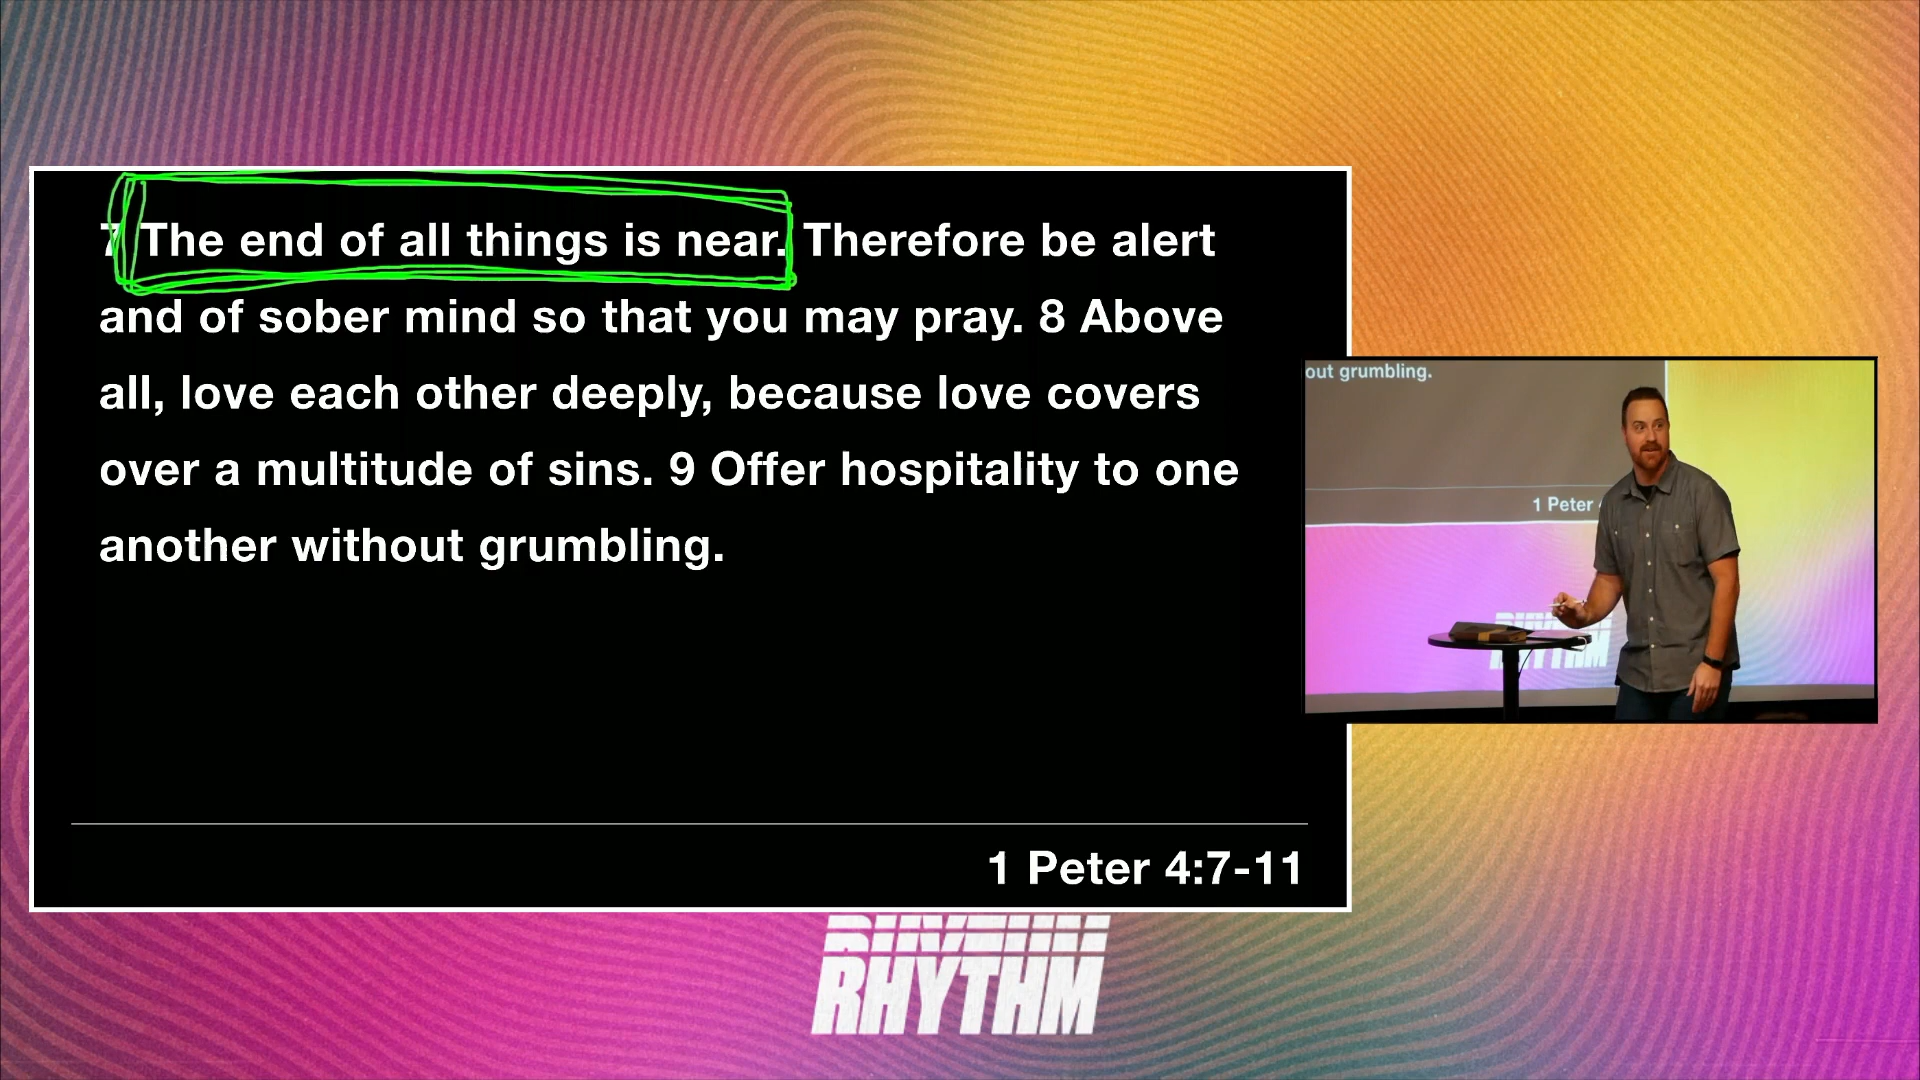 7 The end of all things is near. Therefore be alert
and of sober mind so that you may pray. 8 Above
all, love each other deeply, because love covers
over a multitude of sins. 9 Offer hospitality to one
another without grumbling.
1 Peter 4:7-11
out grumbling.
1 Peter
RHYTHM
RHYTHM
RHYTHM